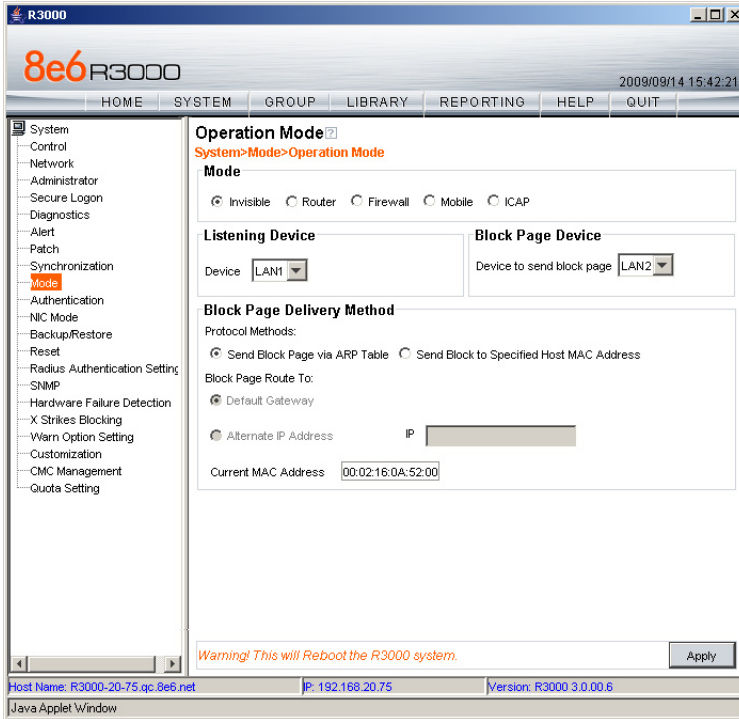 R3000
8e6 R3000
2009/09/14 15:42:21
HOME SYSTEM GROUP LIBRARY REPORTING HELP QUIT
System
Control
Network
Administrator
Secure Logon
Diagnostics
Alert
Patch
Synchronization
Mode
Authentication
NIC Mode
Backup/Restore
Reset
Radius Authentication Setting
SNMP
Hardware Failure Detection
X Strikes Blocking
Warn Option Setting
Customization
CMC Management
Quota Setting
Operation Mode ?
System>Mode>Operation Mode
Mode
Invisible Router Firewall Mobile ICAP
Listening Device
Device LAN1
Block Page Device
Device to send block page LAN2
Block Page Delivery Method
Protocol Methods:
Send Block Page via ARP Table Send Block to Specified Host MAC Address
Block Page Route To:
Default Gateway
Alternate IP Address IP
Current MAC Address 00:02:16:0A:52:00
Warning! This will Reboot the R3000 system.
Apply
Host Name: R3000-20-75.qc.8e6.net IP: 192.168.20.75 Version: R3000 3.0.00.6
Java Applet Window